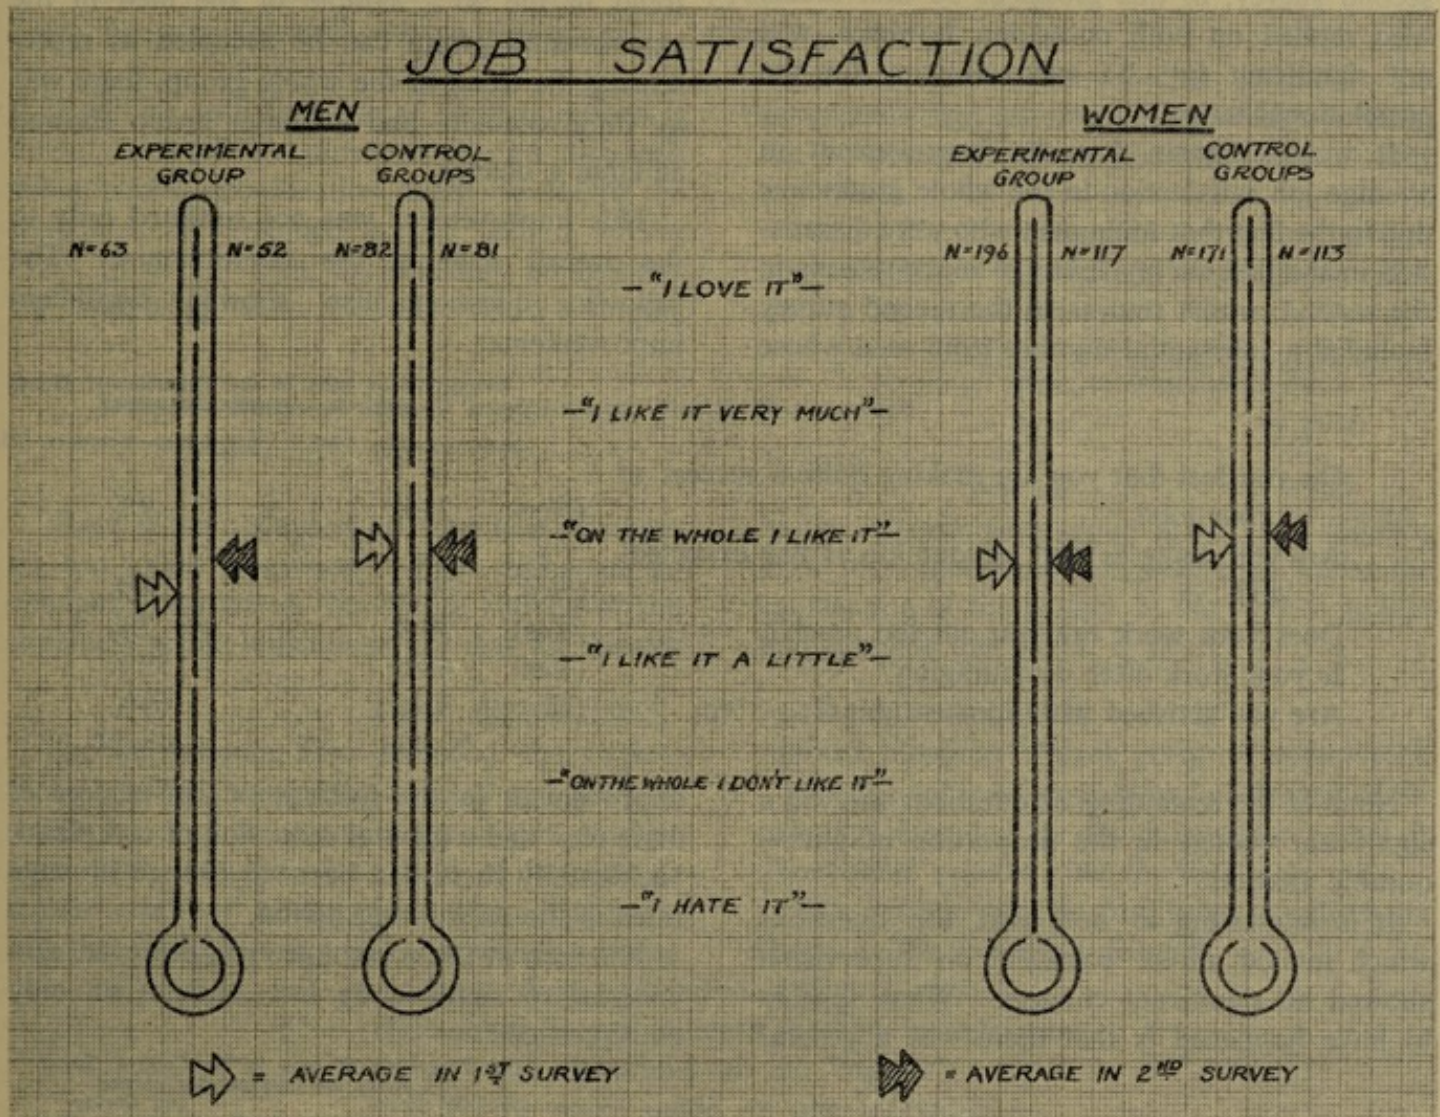 JOB SATISFACTION
MEN
WOMEN
EXPERIMENTAL GROUP
CONTROL GROUPS
EXPERIMENTAL GROUP
CONTROL GROUPS
N=63
N=52
N=82
N=81
N=196
N=117
N=171
N=113
—"I LOVE IT"—
—"I LIKE IT VERY MUCH"—
—"ON THE WHOLE I LIKE IT"—
—"I LIKE IT A LITTLE"—
—"ON THE WHOLE I DON'T LIKE IT"—
—"I HATE IT"—
= AVERAGE IN 1ST SURVEY
= AVERAGE IN 2ND SURVEY